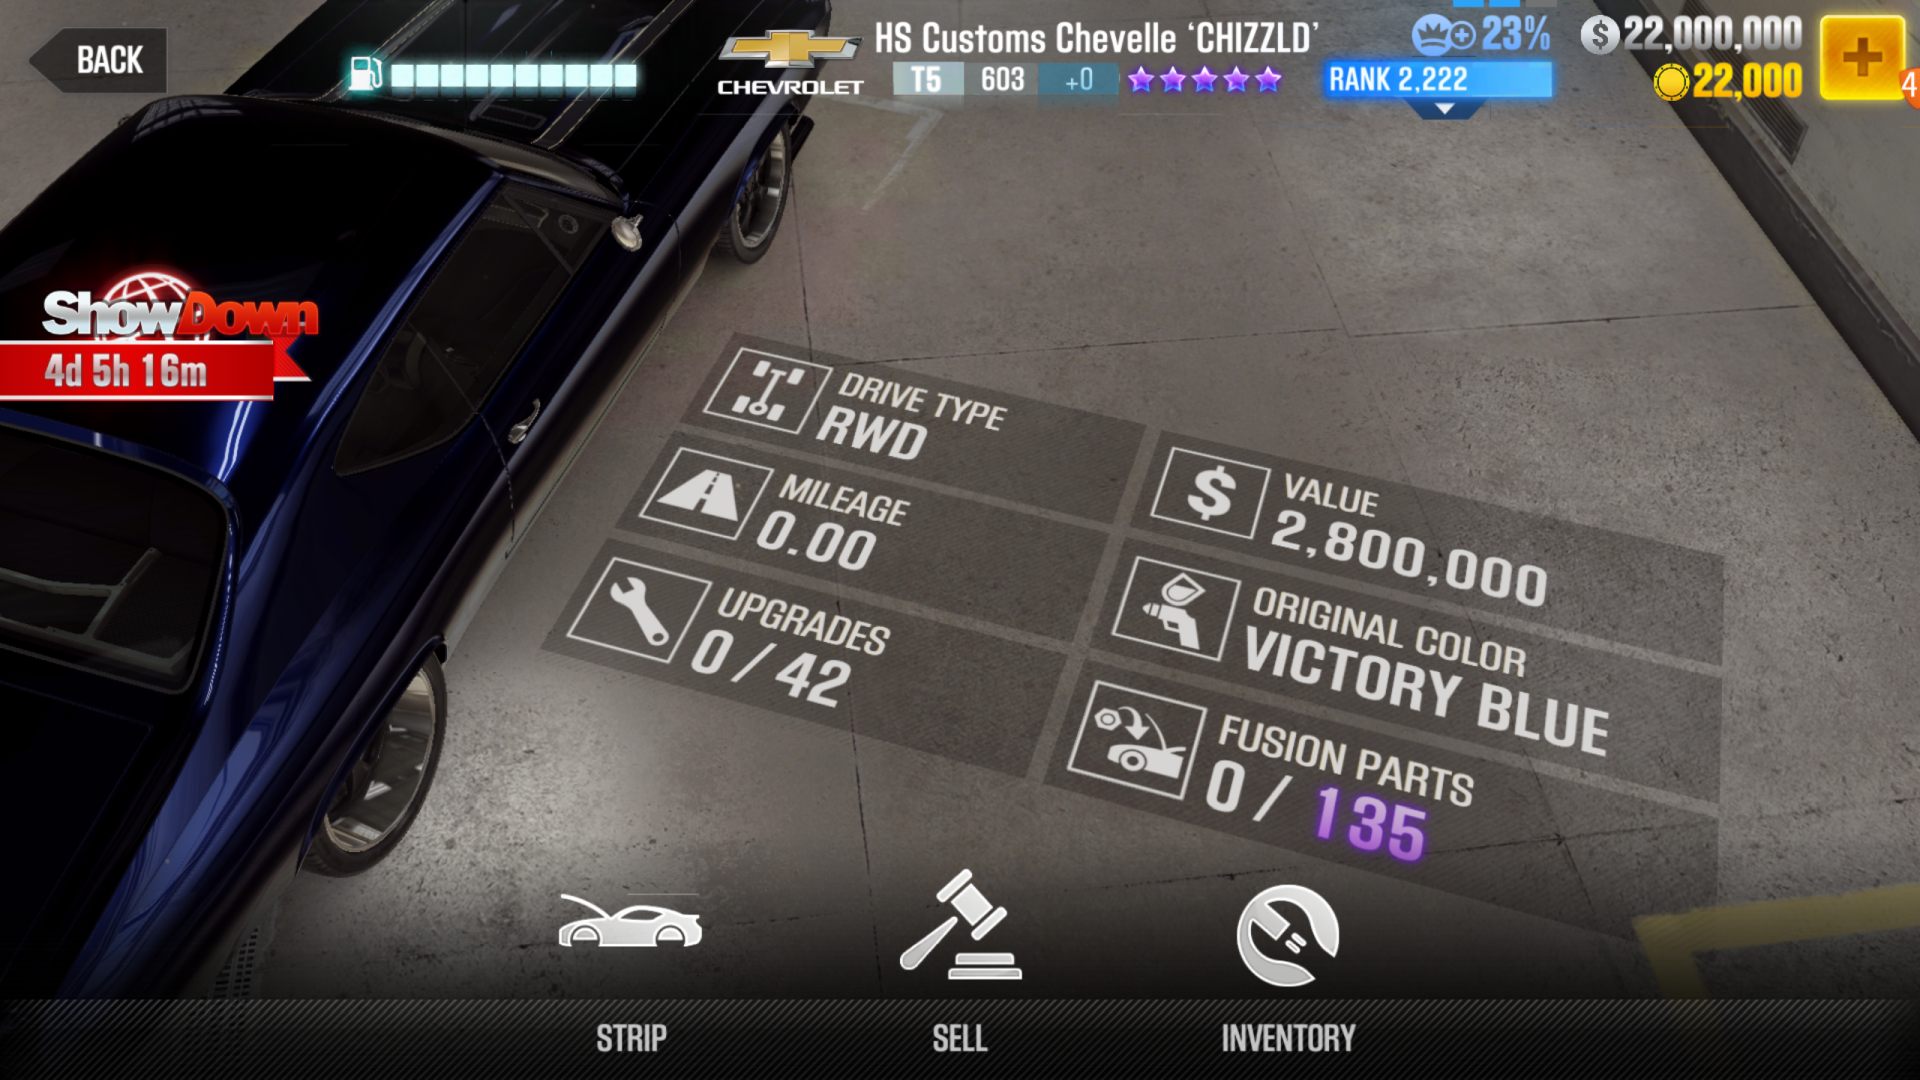 BACK
CHEVROLET
HS Customs Chevelle ‘CHIZZLD’
T5 603 +0
23%
RANK 2,222
$ 22,000,000
22,000
4
ShowDown
4d 5h 16m
DRIVE TYPE
RWD
MILEAGE
0.00
UPGRADES
0 / 42
$ VALUE
2,800,000
ORIGINAL COLOR
VICTORY BLUE
FUSION PARTS
0 / 135
STRIP
SELL
INVENTORY